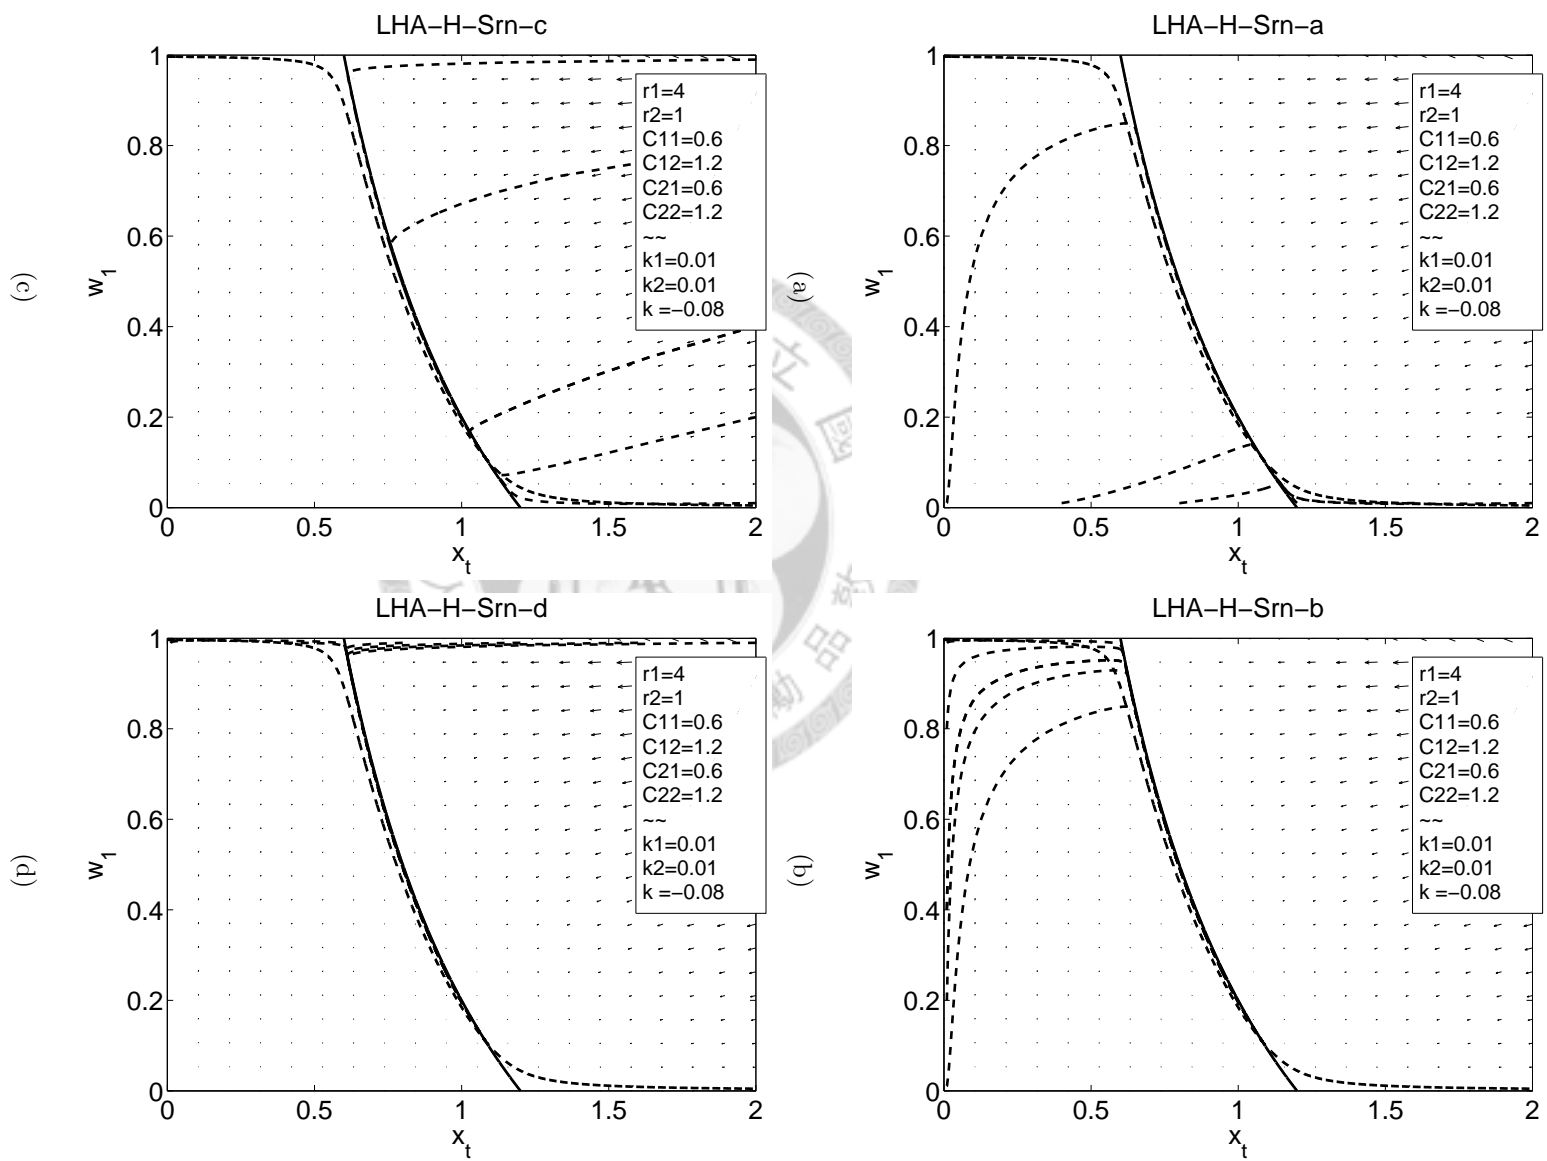 LHA−H−Srn−c
1
0.8
0.6
0.4
0.2
0
w1
0
0.5
1
1.5
2
xt
r1=4
r2=1
C11=0.6
C12=1.2
C21=0.6
C22=1.2
~~
k1=0.01
k2=0.01
k =−0.08
(c)
LHA−H−Srn−a
1
0.8
0.6
0.4
0.2
0
w1
0
0.5
1
1.5
2
xt
r1=4
r2=1
C11=0.6
C12=1.2
C21=0.6
C22=1.2
~~
k1=0.01
k2=0.01
k =−0.08
(a)
LHA−H−Srn−d
1
0.8
0.6
0.4
0.2
0
w1
0
0.5
1
1.5
2
xt
r1=4
r2=1
C11=0.6
C12=1.2
C21=0.6
C22=1.2
~~
k1=0.01
k2=0.01
k =−0.08
(d)
LHA−H−Srn−b
1
0.8
0.6
0.4
0.2
0
w1
0
0.5
1
1.5
2
xt
r1=4
r2=1
C11=0.6
C12=1.2
C21=0.6
C22=1.2
~~
k1=0.01
k2=0.01
k =−0.08
(b)
立
國
品
勵